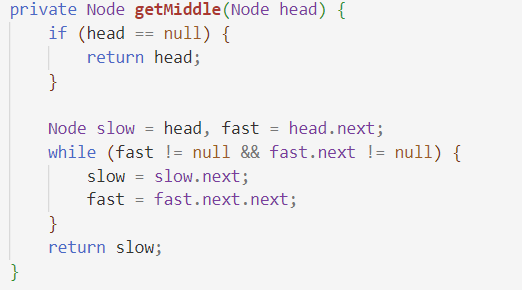 private Node getMiddle(Node head) {
    if (head == null) {
        return head;
    }

    Node slow = head, fast = head.next;
    while (fast != null && fast.next != null) {
        slow = slow.next;
        fast = fast.next.next;
    }
    return slow;
}